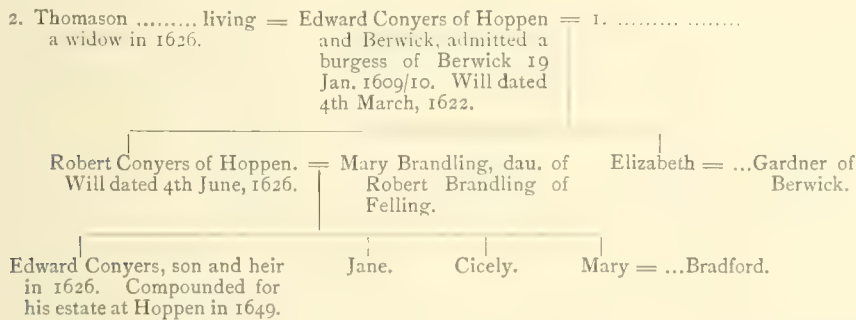 2. Thomason ......... living = Edward Conyers of Hoppen = 1. ......... .........
a widow in 1626. and Berwick, admitted a
burgess of Berwick 19
Jan. 1609/10. Will dated
4th March, 1622.
Robert Conyers of Hoppen. = Mary Brandling, dau. of Elizabeth = ...Gardner of
Will dated 4th June, 1626. Robert Brandling of Berwick.
Felling.
Edward Conyers, son and heir Jane. Cicely. Mary = ...Bradford.
in 1626. Compounded for
his estate at Hoppen in 1649.